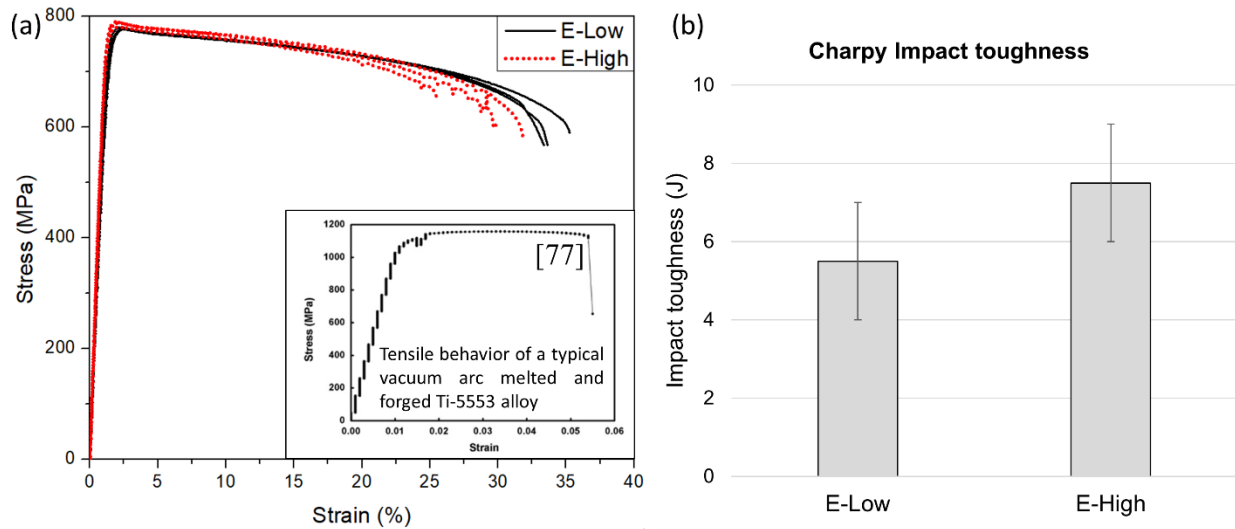 (a)
800
600
400
200
0
Stress (MPa)
0 5 10 15 20 25 30 35 40
Strain (%)
E-Low
E-High
1200
1000
800
600
400
200
0
Stress (MPa)
[77]
Tensile behavior of a typical
vacuum arc melted and
forged Ti-5553 alloy
0.00 0.01 0.02 0.03 0.04 0.05 0.06
Strain
(b)
Charpy Impact toughness
10
8
6
4
2
0
Impact toughness (J)
E-Low E-High